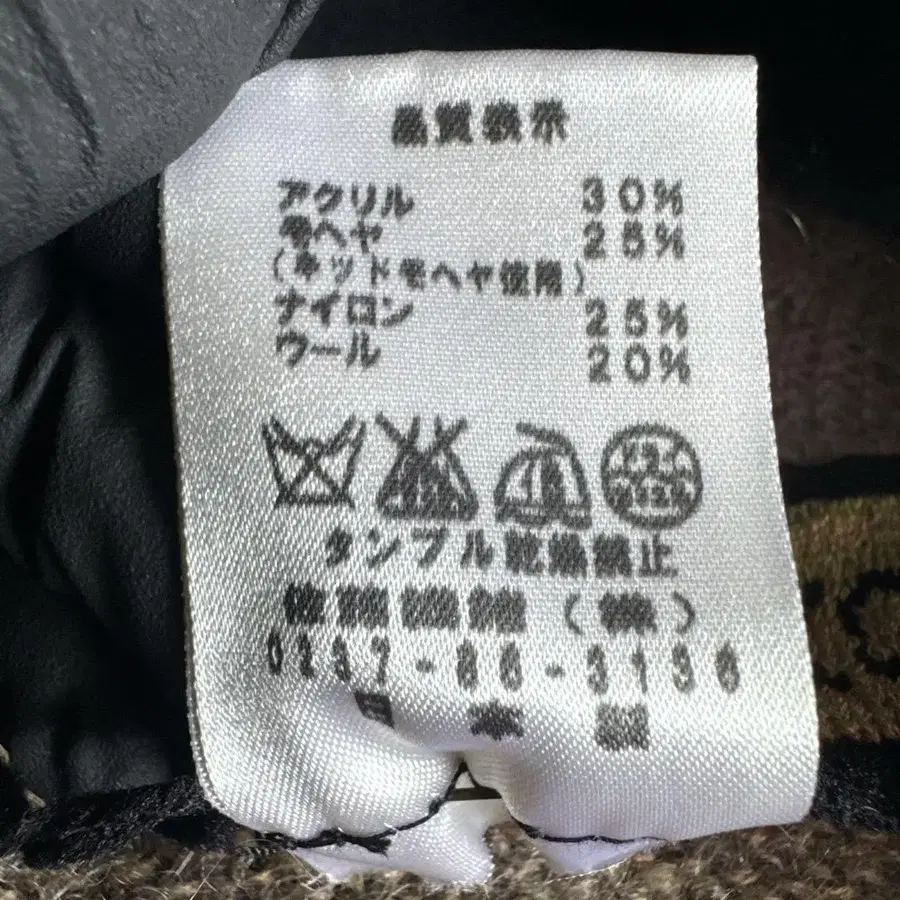 品質表示
アクリル 30%
モヘヤ 25%
(キッドモヘヤ使用)
ナイロン 25%
ウール 20%
タンブル乾燥禁止
(株)
日本製